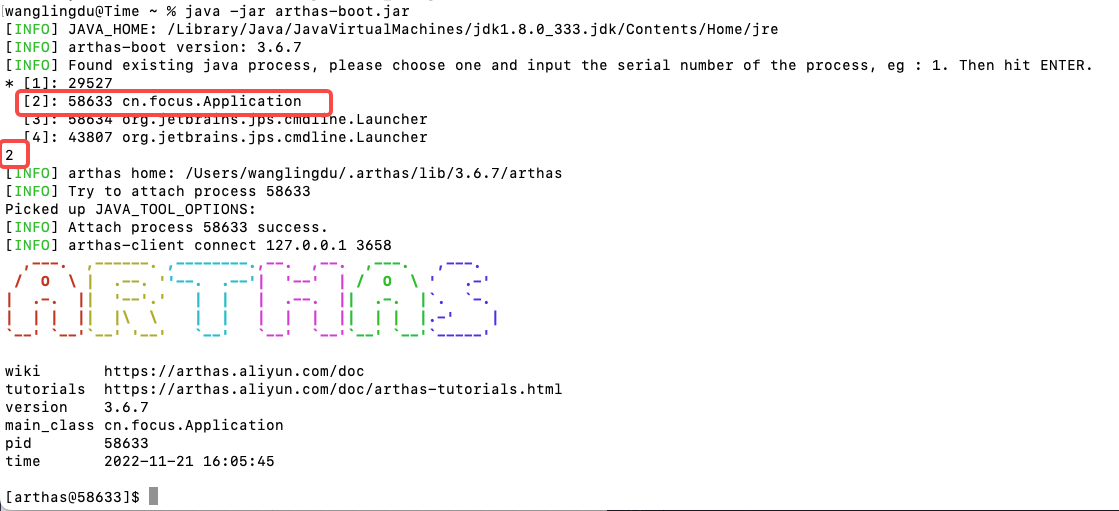 wanglingdu@Time ~ % java -jar arthas-boot.jar
[INFO] JAVA_HOME: /Library/Java/JavaVirtualMachines/jdk1.8.0_333.jdk/Contents/Home/jre
[INFO] arthas-boot version: 3.6.7
[INFO] Found existing java process, please choose one and input the serial number of the process, eg : 1. Then hit ENTER.
* [1]: 29527
  [2]: 58633 cn.focus.Application
  [3]: 58634 org.jetbrains.jps.cmdline.Launcher
  [4]: 43807 org.jetbrains.jps.cmdline.Launcher
2
[INFO] arthas home: /Users/wanglingdu/.arthas/lib/3.6.7/arthas
[INFO] Try to attach process 58633
Picked up JAVA_TOOL_OPTIONS:
[INFO] Attach process 58633 success.
[INFO] arthas-client connect 127.0.0.1 3658
ARTHAS
wiki       https://arthas.aliyun.com/doc
tutorials  https://arthas.aliyun.com/doc/arthas-tutorials.html
version    3.6.7
main_class cn.focus.Application
pid        58633
time       2022-11-21 16:05:45
[arthas@58633]$